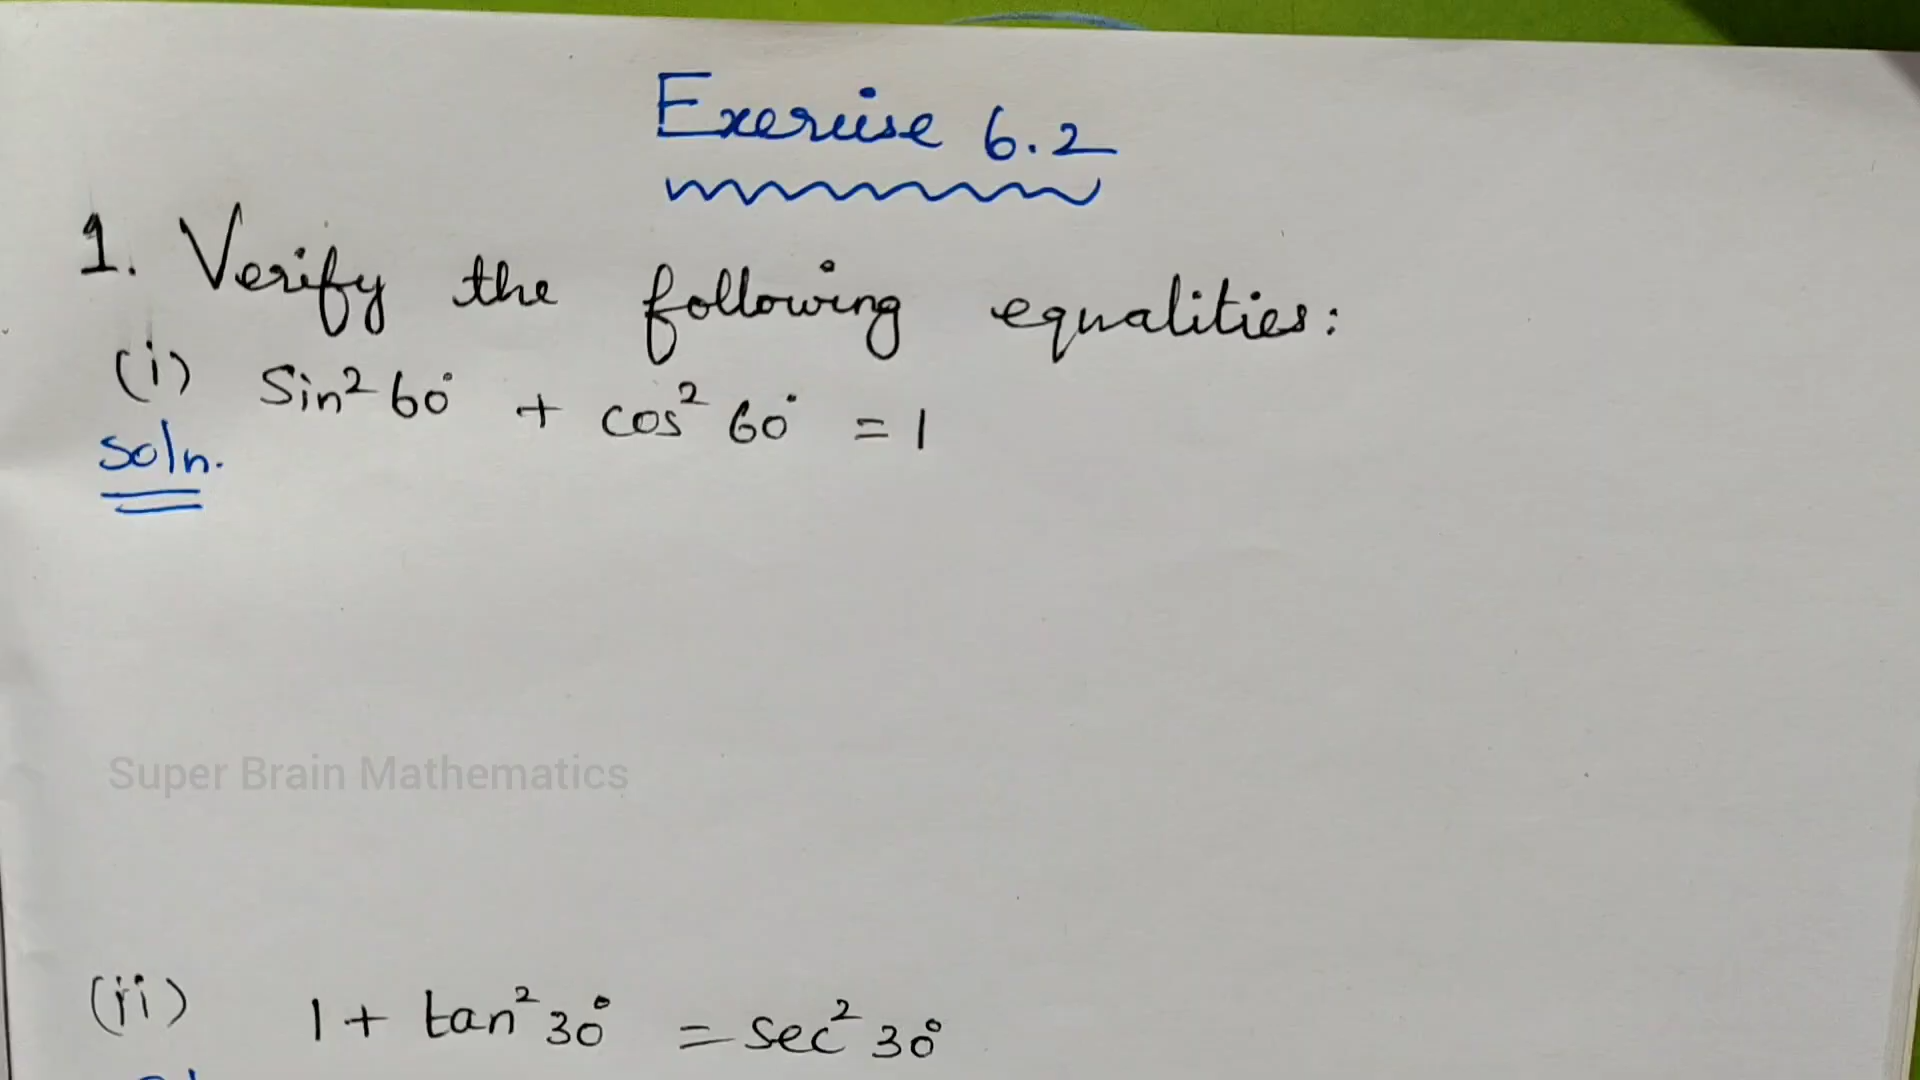 Exercise 6.2
1. Verify the following equalities:
(i) Sin² 60° + cos² 60° = 1
Soln.
Super Brain Mathematics
(ii) 1 + tan² 30° = sec² 30°